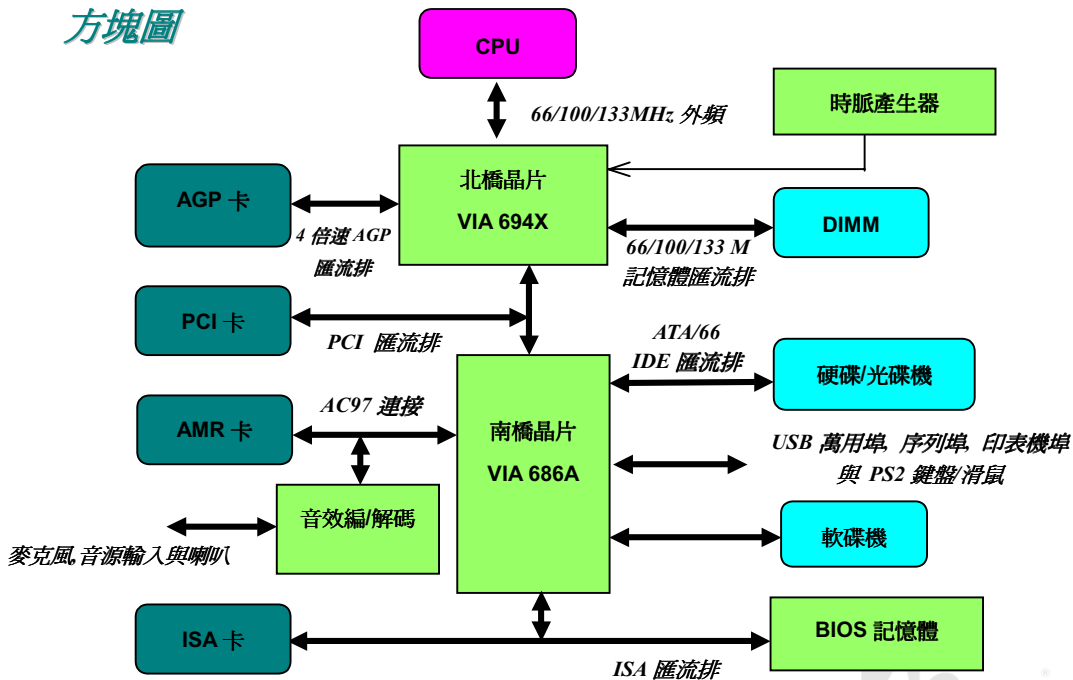 方塊圖
CPU
66/100/133MHz 外頻
時脈產生器
北橋晶片
VIA 694X
AGP 卡
4 倍速 AGP
匯流排
DIMM
66/100/133 M
記憶體匯流排
PCI 卡
PCI 匯流排
ATA/66
IDE 匯流排
硬碟/光碟機
AMR 卡
AC97 連接
南橋晶片
VIA 686A
USB 萬用埠, 序列埠, 印表機埠
與 PS2 鍵盤/滑鼠
音效編/解碼
麥克風,音源輸入與喇叭
軟碟機
ISA 卡
ISA 匯流排
BIOS 記憶體